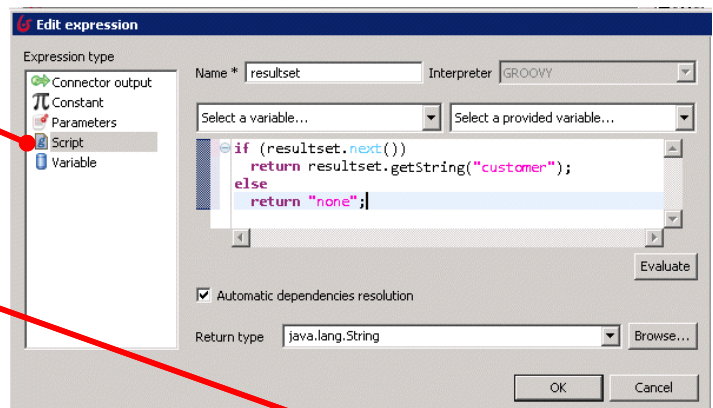 Edit expression
Expression type
Connector output
Constant
Parameters
Script
Variable
Name * resultset Interpreter GROOVY
Select a variable... Select a provided variable...
if (resultset.next())
return resultset.getString("customer");
else
return "none";
Evaluate
Automatic dependencies resolution
Return type java.lang.String Browse...
OK Cancel